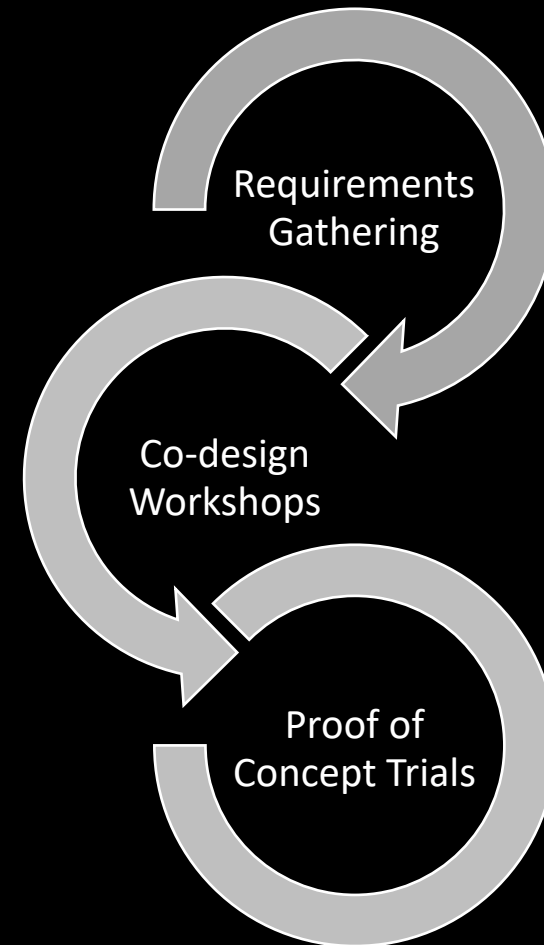 Requirements
Gathering
Co-design
Workshops
Proof of
Concept Trials